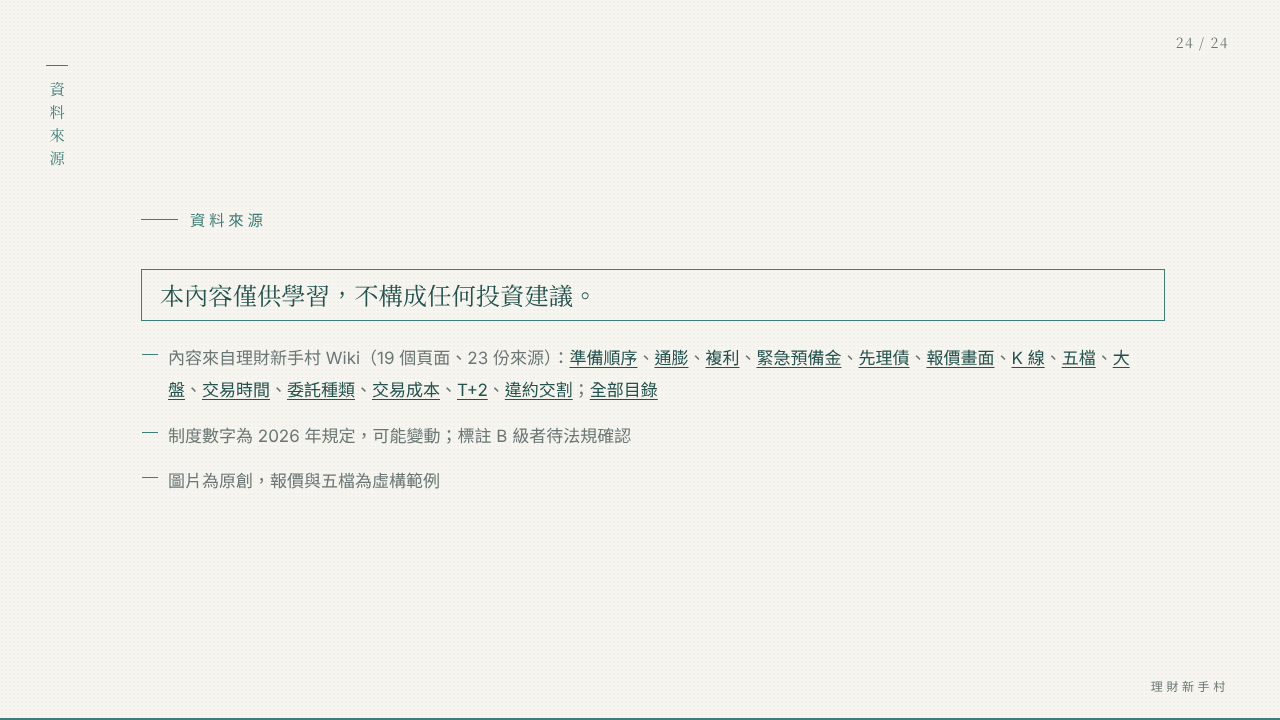 24 / 24
資料來源
資料來源
本內容僅供學習，不構成任何投資建議。
內容來自理財新手村 Wiki（19 個頁面、23 份來源）：準備順序、通膨、複利、緊急預備金、先理債、報價畫面、K 線、五檔、大
盤、交易時間、委託種類、交易成本、T+2、違約交割；全部目錄
制度數字為 2026 年規定，可能變動；標註 B 級者待法規確認
圖片為原創，報價與五檔為虛構範例
理財新手村